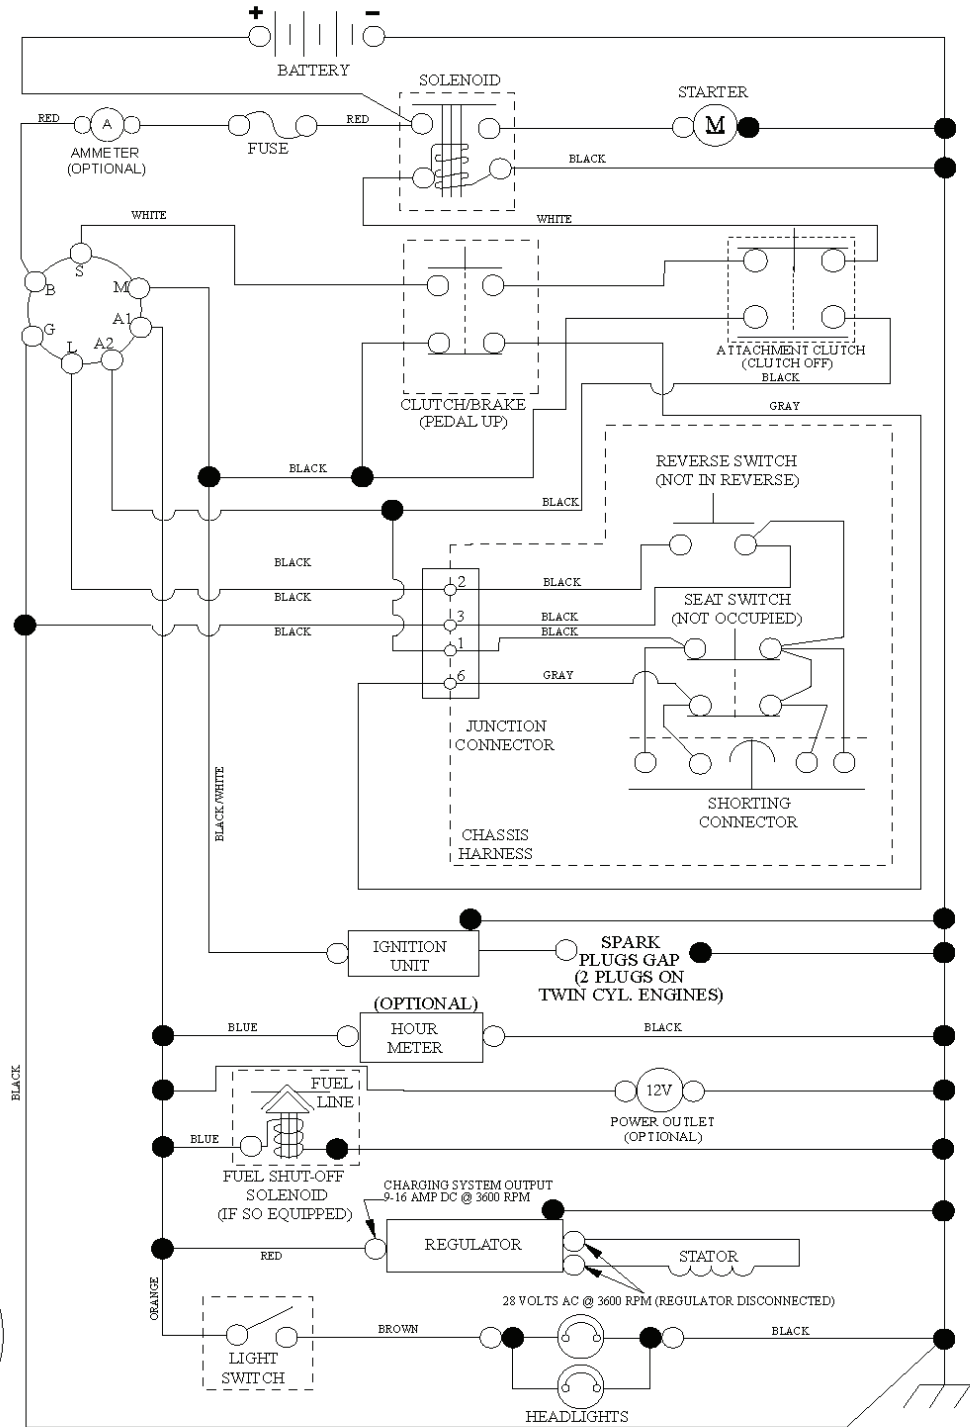 + −
BATTERY
SOLENOID
STARTER
RED
A
RED
M
AMMETER
(OPTIONAL)
FUSE
BLACK
WHITE
WHITE
S
B
M
A1
G
L
A2
ATTACHMENT CLUTCH
(CLUTCH OFF)
BLACK
CLUTCH/BRAKE
(PEDAL UP)
GRAY
BLACK
REVERSE SWITCH
(NOT IN REVERSE)
BLACK
BLACK
2
BLACK
BLACK
SEAT SWITCH
(NOT OCCUPIED)
3
BLACK
BLACK
BLACK
1
6
GRAY
JUNCTION
CONNECTOR
SHORTING
CONNECTOR
BLACK/WHITE
CHASSIS
HARNESS
IGNITION
UNIT
SPARK
PLUGS GAP
(2 PLUGS ON
TWIN CYL. ENGINES)
(OPTIONAL)
BLUE
HOUR
METER
BLACK
BLACK
FUEL
LINE
12V
POWER OUTLET
(OPTIONAL)
BLUE
FUEL SHUT-OFF
SOLENOID
(IF SO EQUIPPED)
CHARGING SYSTEM OUTPUT
9-16 AMP DC @ 3600 RPM
REGULATOR
STATOR
RED
ORANGE
28 VOLTS AC @ 3600 RPM (REGULATOR DISCONNECTED)
BROWN
BLACK
LIGHT
SWITCH
HEADLIGHTS